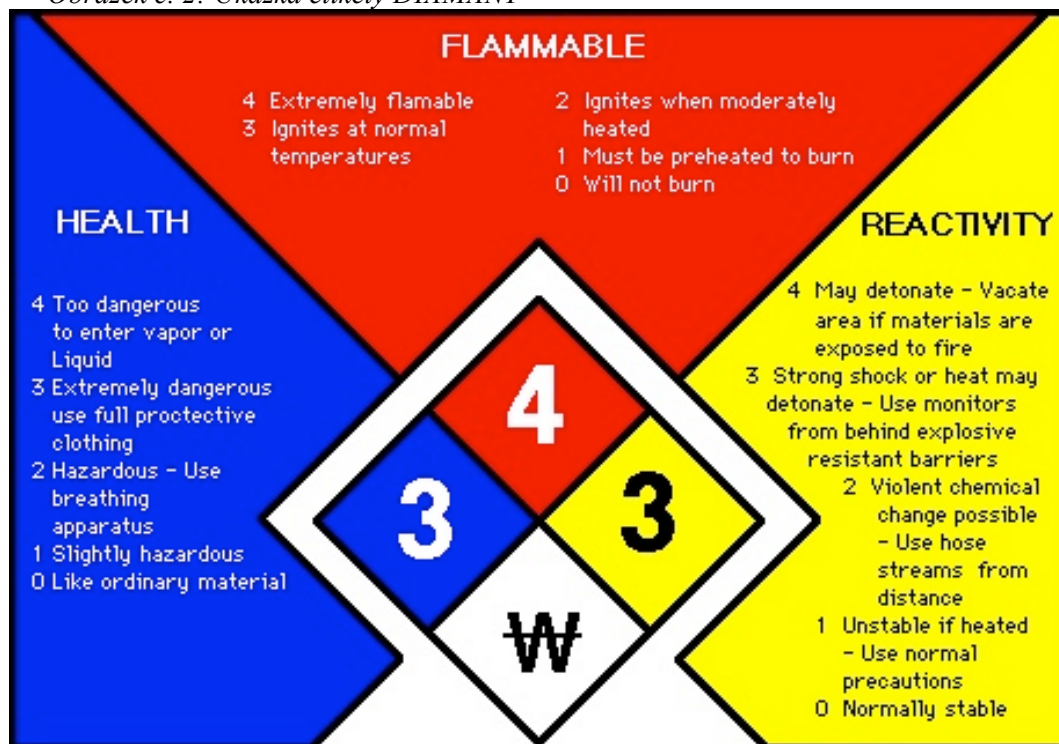 Obrázek č. 2: Ukázka etikety DIAMANT
FLAMMABLE
4 Extremely flamable
3 Ignites at normal
temperatures
2 Ignites when moderately
heated
1 Must be preheated to burn
0 Will not burn
HEALTH
4 Too dangerous
to enter vapor or
Liquid
3 Extremely dangerous
use full proctective
clothing
2 Hazardous - Use
breathing
apparatus
1 Slightly hazardous
0 Like ordinary material
REACTIVITY
4 May detonate - Vacate
area if materials are
exposed to fire
3 Strong shock or heat may
detonate - Use monitors
from behind explosive
resistant barriers
2 Violent chemical
change possible
- Use hose
streams from
distance
1 Unstable if heated
- Use normal
precautions
0 Normally stable
4
3
3
W